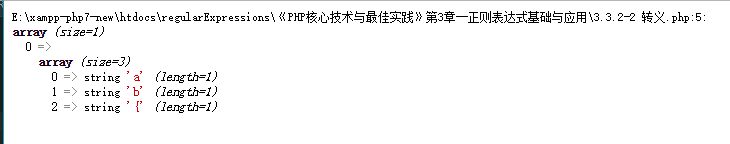 E:\xampp-php7-new\htdocs\regularExpressions\《PHP核心技术与最佳实践》第3章—正则表达式基础与应用\3.3.2-2 转义.php:5:
array (size=1)
0 =>
array (size=3)
0 => string 'a' (length=1)
1 => string 'b' (length=1)
2 => string '{' (length=1)